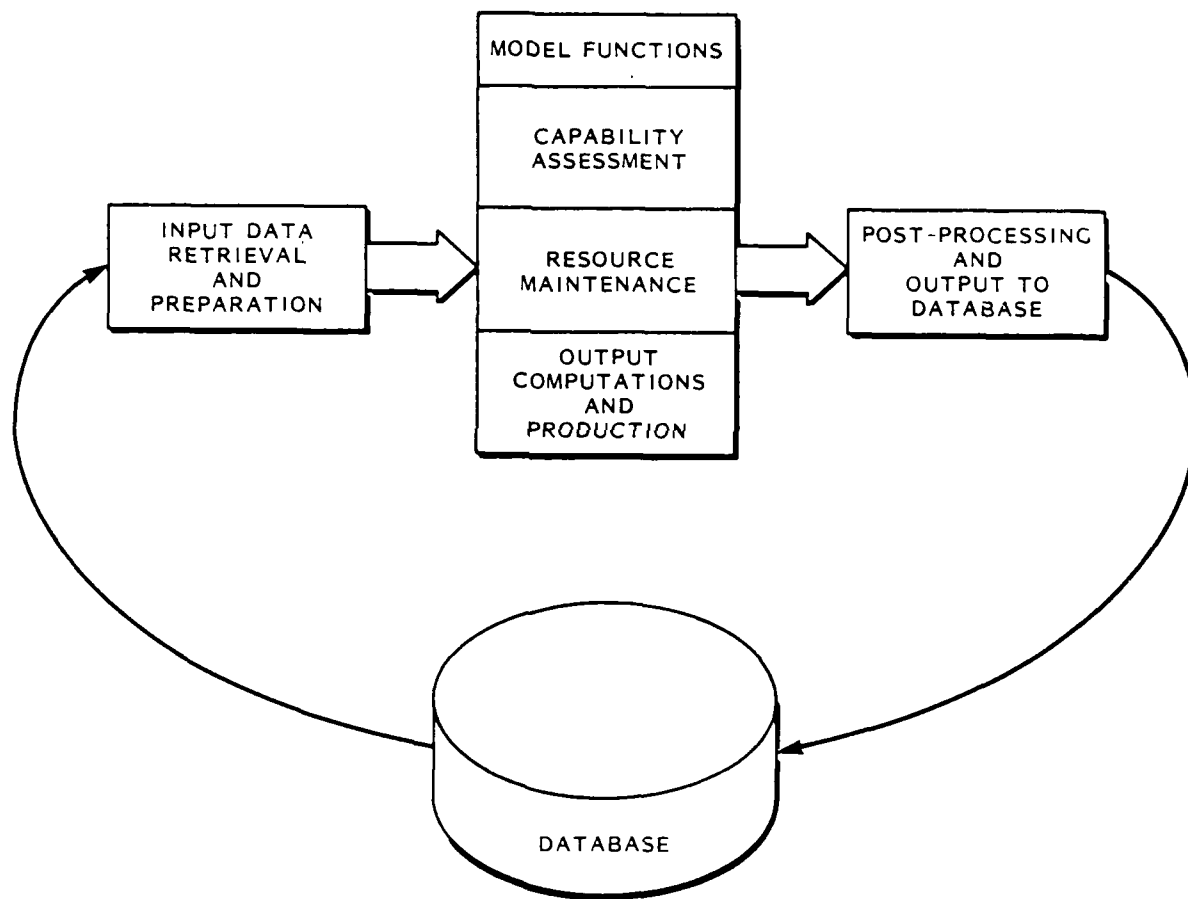 MODEL FUNCTIONS
CAPABILITY
ASSESSMENT
INPUT DATA
RETRIEVAL
AND
PREPARATION
RESOURCE
MAINTENANCE
POST-PROCESSING
AND
OUTPUT TO
DATABASE
OUTPUT
COMPUTATIONS
AND
PRODUCTION
DATABASE